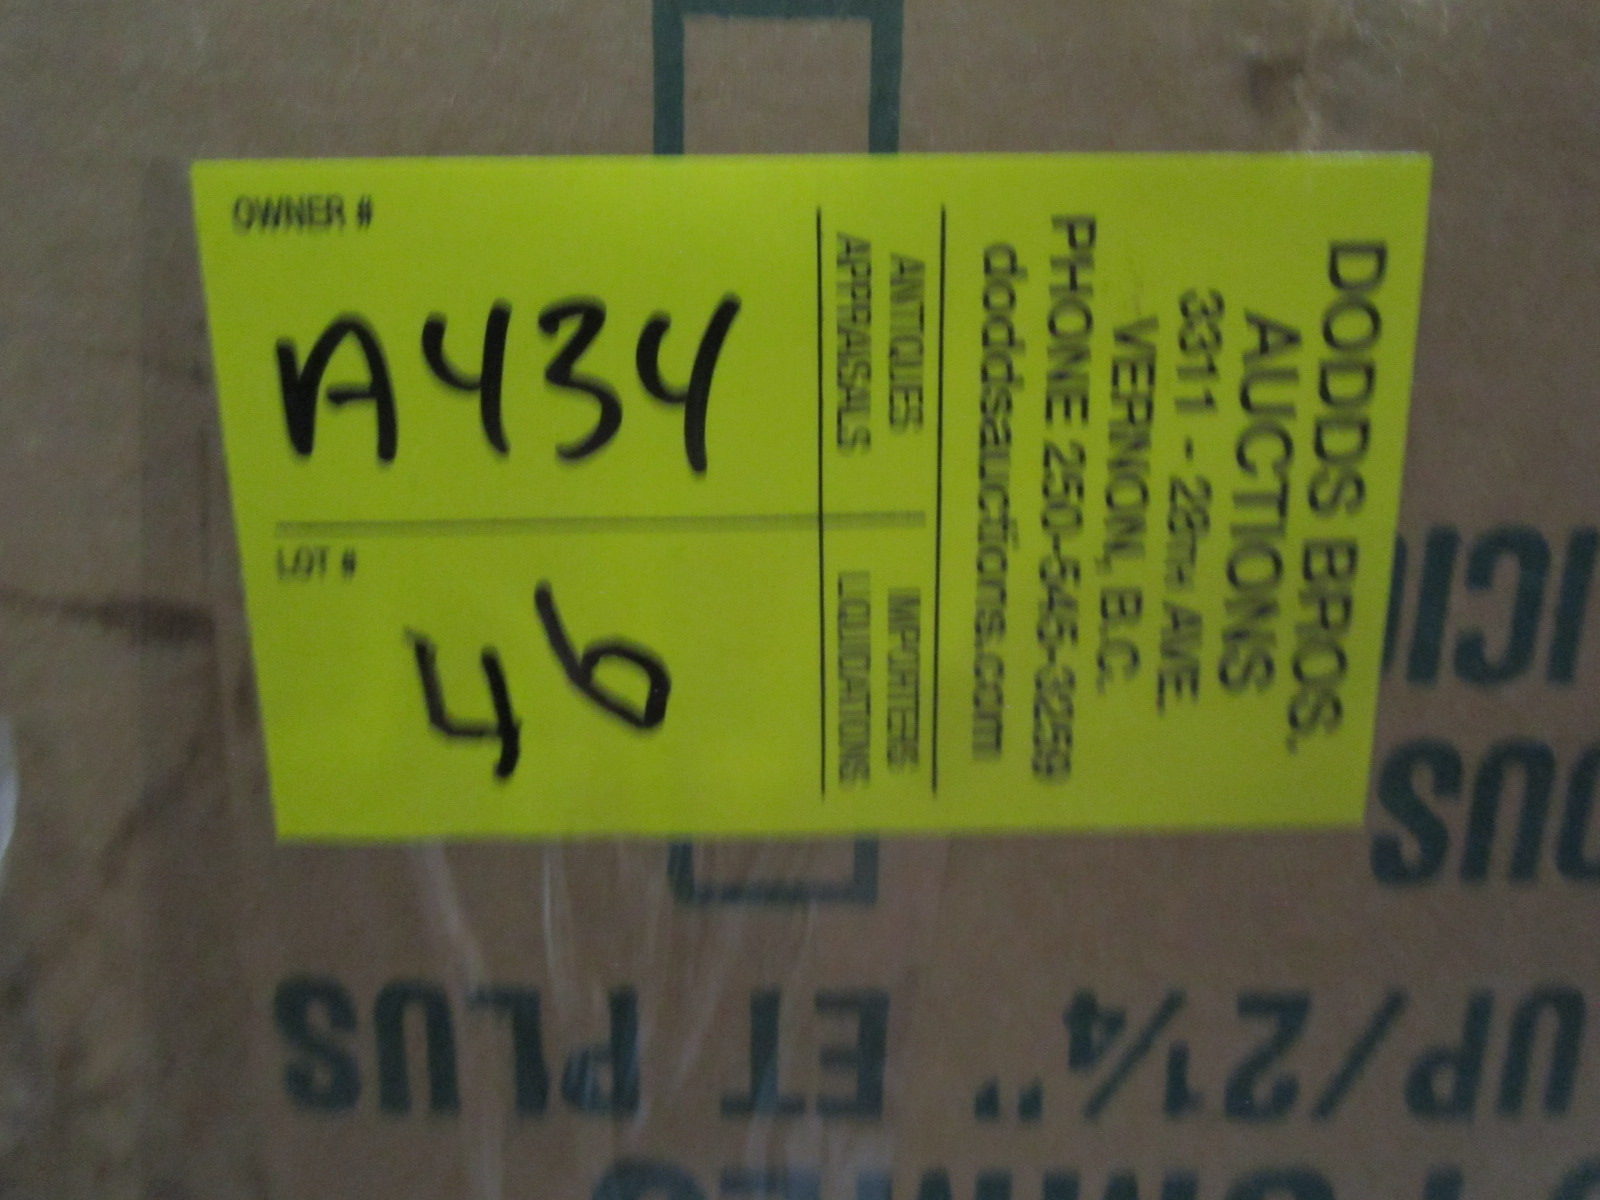 OWNER #
A434
LOT #
46
ANTIQUES IMPORTERS
APPRAISALS LIQUIDATIONS
DODDS BROS.
AUCTIONS
3311 - 28TH AVE.
VERNON, B.C.
PHONE 250-545-3259
doddsauctions.com
UP/2¼" ET PLUS